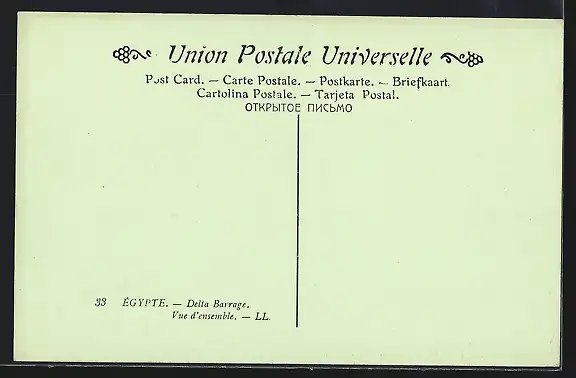 Union Postale Universelle
Post Card. — Carte Postale. — Postkarte. — Briefkaart.
Cartolina Postale. — Tarjeta Postal.
ОТКРЫТОЕ ПИСЬМО
33 ÉGYPTE. — Delta Barrage.
Vue d'ensemble. — LL.